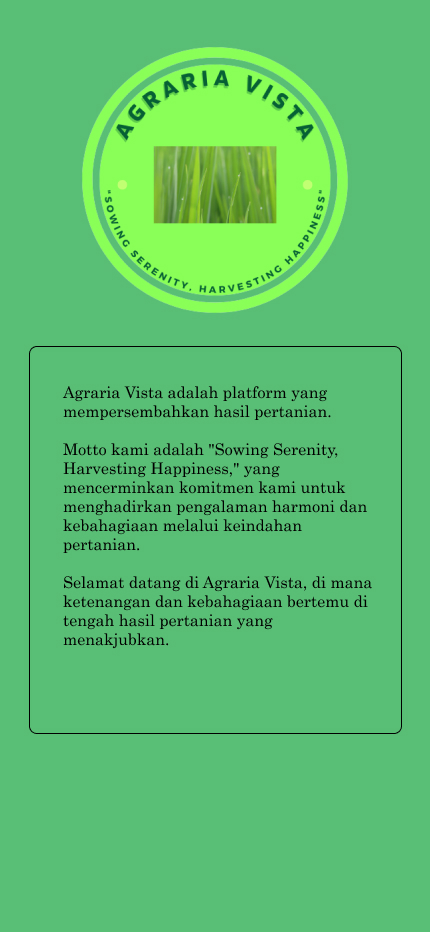 AGRARIA VISTA
"SOWING SERENITY, HARVESTING HAPPINESS"
Agraria Vista adalah platform yang
mempersembahkan hasil pertanian.
Motto kami adalah "Sowing Serenity,
Harvesting Happiness," yang
mencerminkan komitmen kami untuk
menghadirkan pengalaman harmoni dan
kebahagiaan melalui keindahan
pertanian.
Selamat datang di Agraria Vista, di mana
ketenangan dan kebahagiaan bertemu di
tengah hasil pertanian yang
menakjubkan.